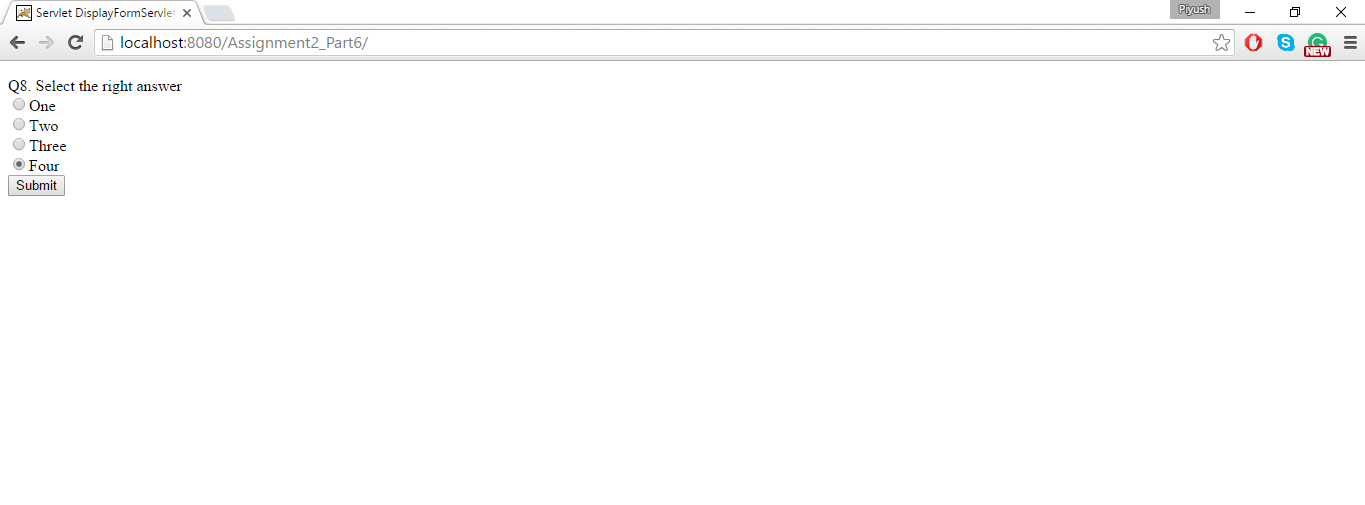 Servlet DisplayFormServlet
Piyush
localhost:8080/Assignment2_Part6/
NEW
Q8. Select the right answer
One
Two
Three
Four
Submit